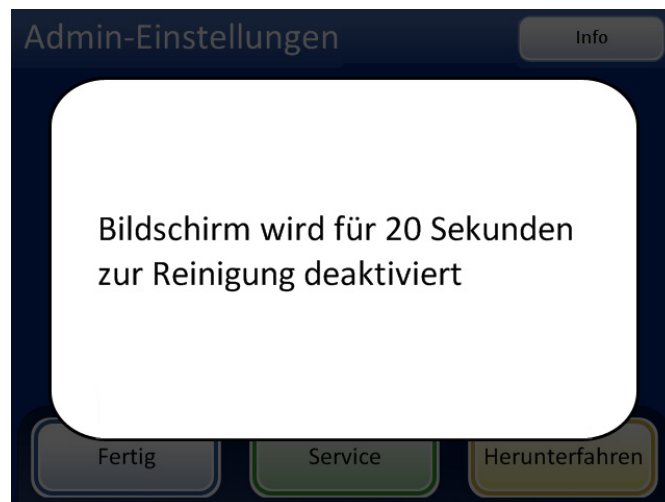 Admin-Einstellungen
Info
Bildschirm wird für 20 Sekunden
zur Reinigung deaktiviert
Fertig
Service
Herunterfahren